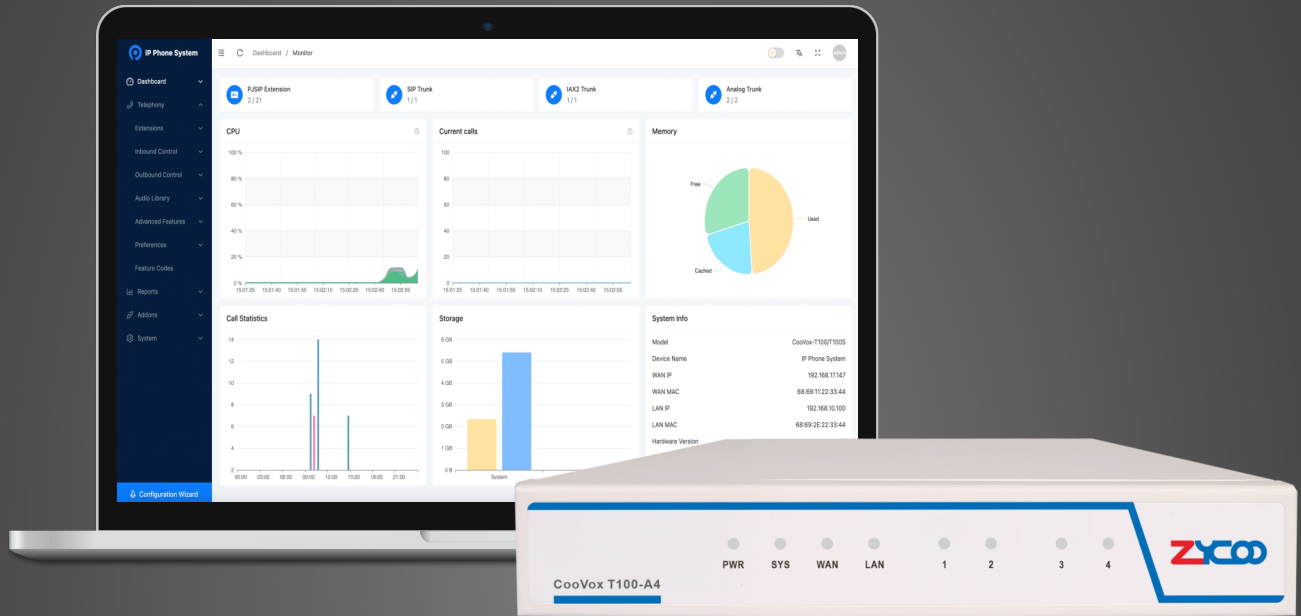 IP Phone System
Dashboard / Monitor
Dashboard
Telephony
Extensions
Inbound Control
Outbound Control
Audio Library
Advanced Features
Preferences
Feature Codes
Reports
Addons
System
Configuration Wizard
PJSIP Extension
2 / 21
SIP Trunk
1 / 1
IAX2 Trunk
1 / 1
Analog Trunk
2 / 2
CPU
100 %
80 %
60 %
40 %
20 %
0 %
15:01:25 15:01:40 15:01:55 15:02:10 15:02:25 15:02:40 15:02:55
Current calls
100
80
60
40
20
0
15:01:25 15:01:40 15:01:55 15:02:10 15:02:25 15:02:40 15:02:55
Memory
Free
Used
Cached
Call Statistics
14
12
10
8
6
4
2
00:00 03:00 06:00 09:00 12:00 15:00 18:00 21:00
Storage
6 GB
5 GB
4 GB
3 GB
2 GB
1 GB
0 B
System
System Info
Model CooVox-T100/T100S
Device Name IP Phone System
WAN IP 192.168.17.147
WAN MAC 68:69:11:22:33:44
LAN IP 192.168.10.100
LAN MAC 68:69:2E:22:33:44
Hardware Version
PWR SYS WAN LAN 1 2 3 4
CooVox T100-A4
ZYCOO